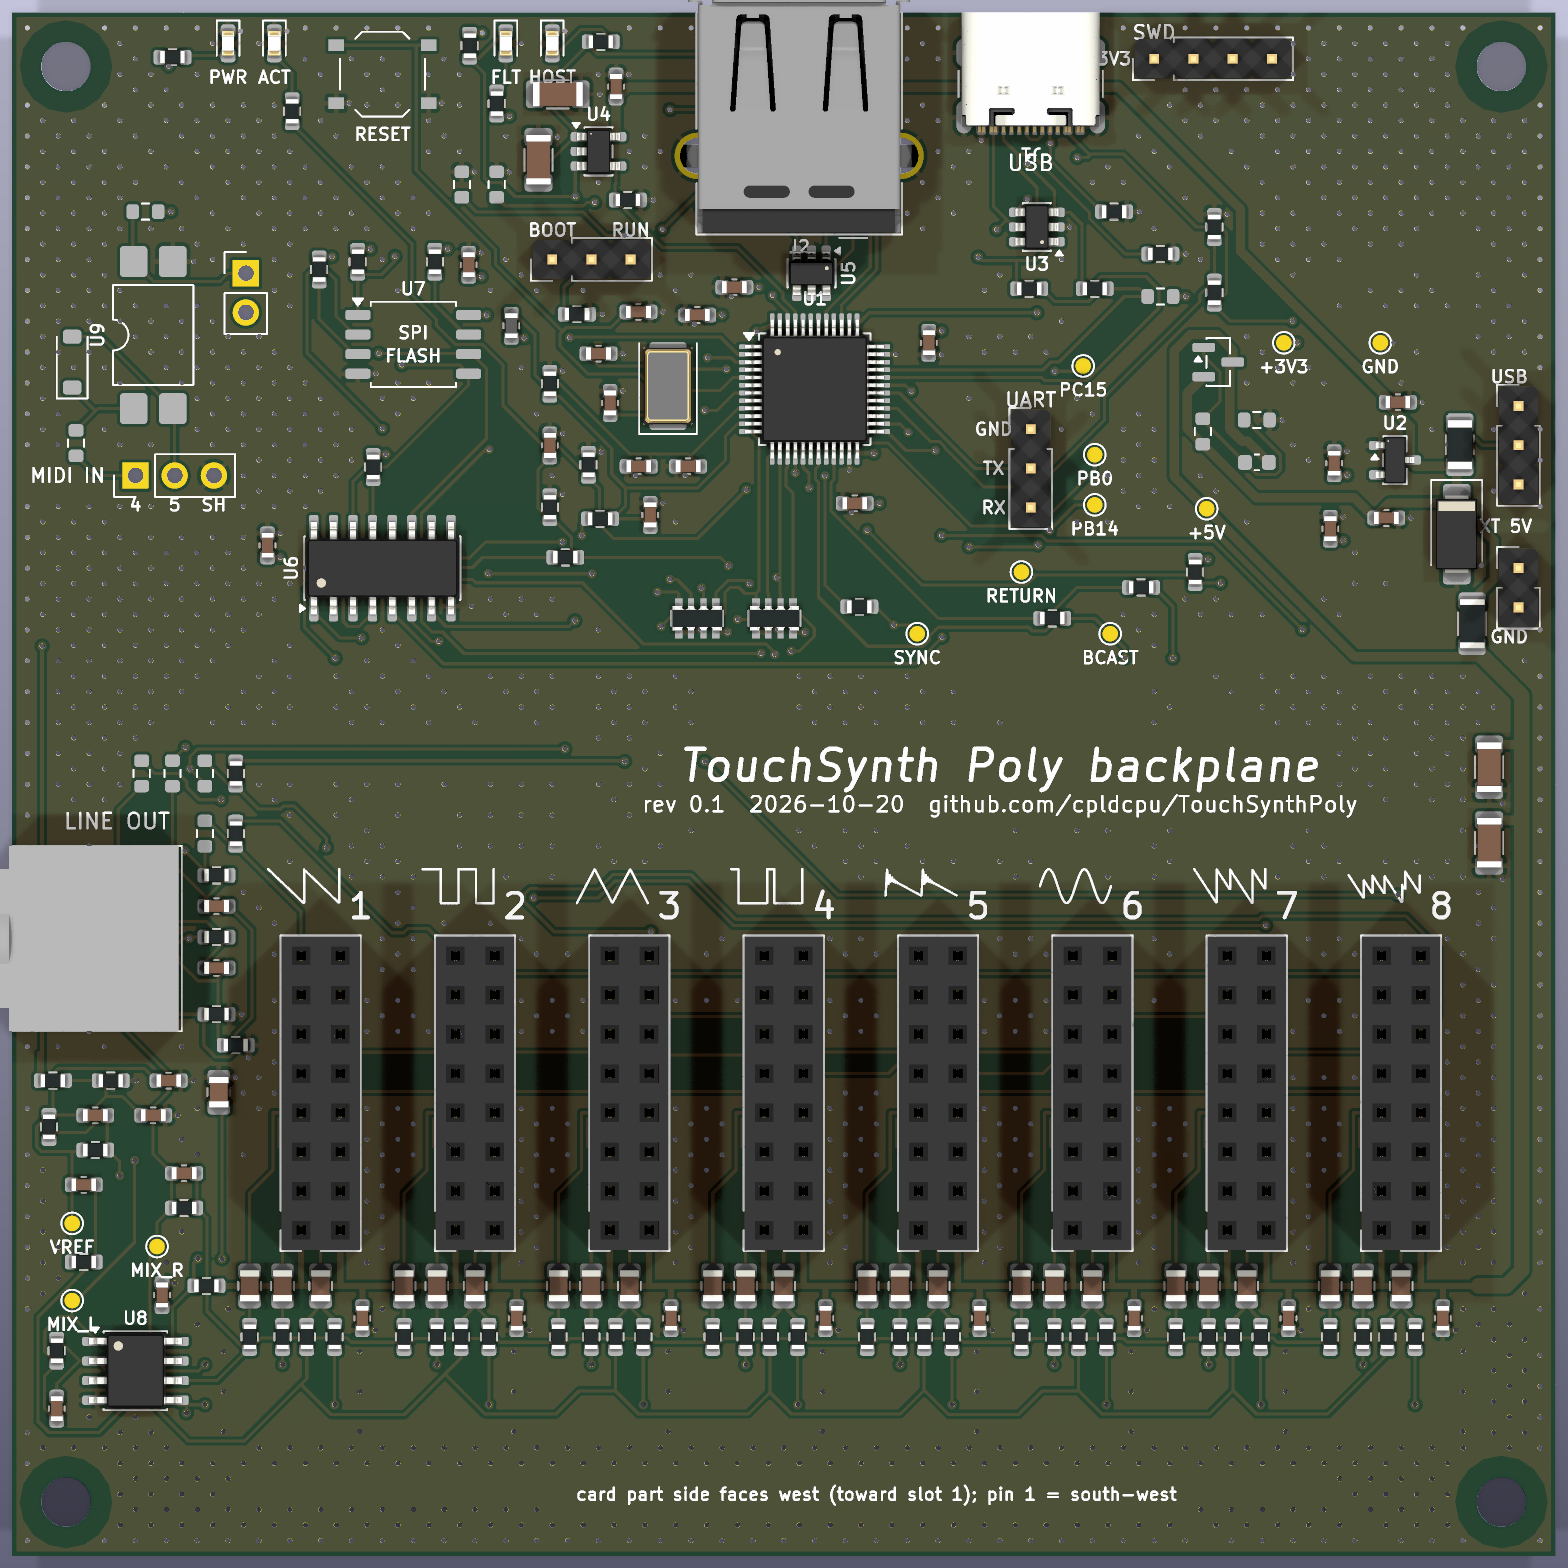 SWD
3V3
PWR ACT
FLT HOST
U4
RESET
USB
BOOT RUN
J2
U5
U3
U1
U7
SPI
FLASH
U9
+3V3
GND
PC15
USB
UART
GND
TX
RX
U2
MIDI IN
4 5 SH
PB0
PB14
+5V
T 5V
U6
RETURN
GND
SYNC
BCAST
TouchSynth Poly backplane
rev 0.1 2026-10-20 github.com/cpldcpu/TouchSynthPoly
LINE OUT
1 2 3 4 5 6 7 8
VREF
MIX_R
MIX_L
U8
card part side faces west (toward slot 1); pin 1 = south-west